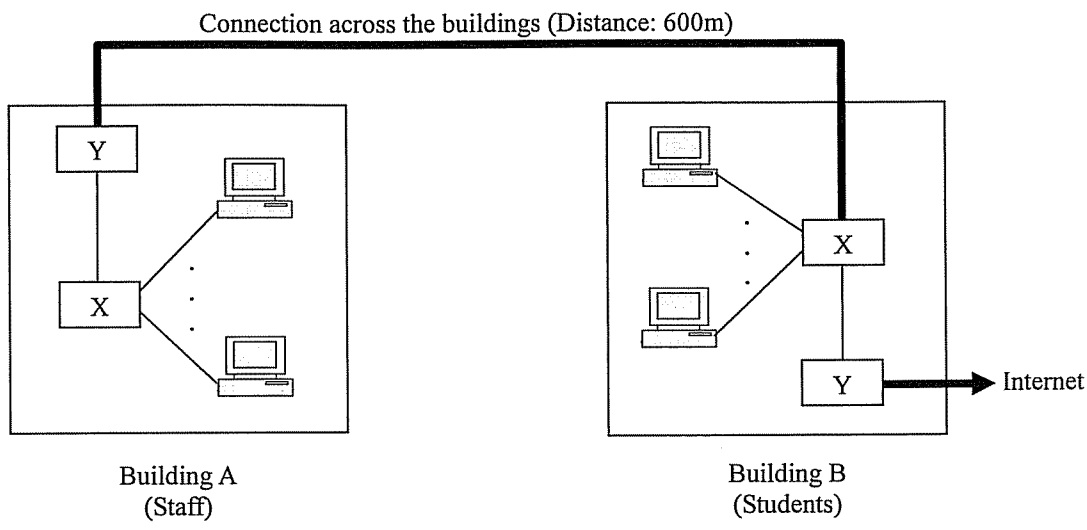 Connection across the buildings (Distance: 600m)
Y
X
X
Y
Internet
Building A
(Staff)
Building B
(Students)